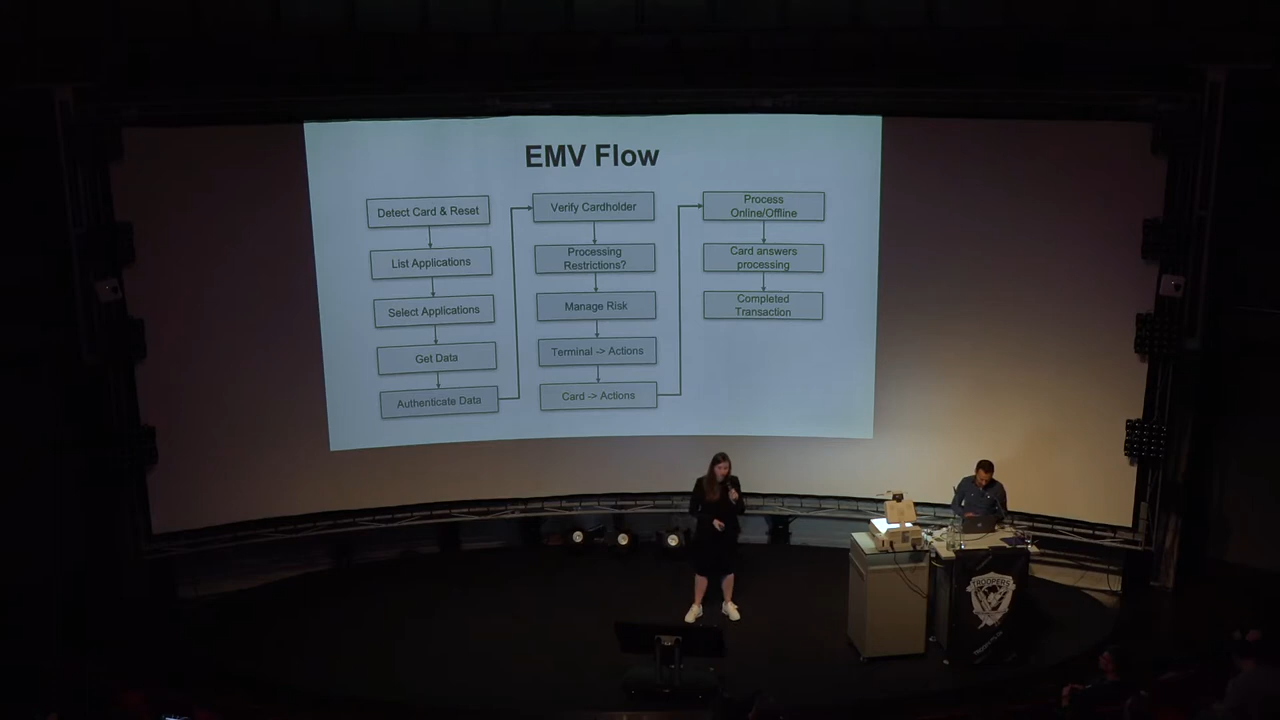 EMV Flow
Detect Card & Reset
List Applications
Select Applications
Get Data
Authenticate Data
Verify Cardholder
Processing
Restrictions?
Manage Risk
Terminal -> Actions
Card -> Actions
Process
Online/Offline
Card answers
processing
Completed
Transaction
TROOPERS